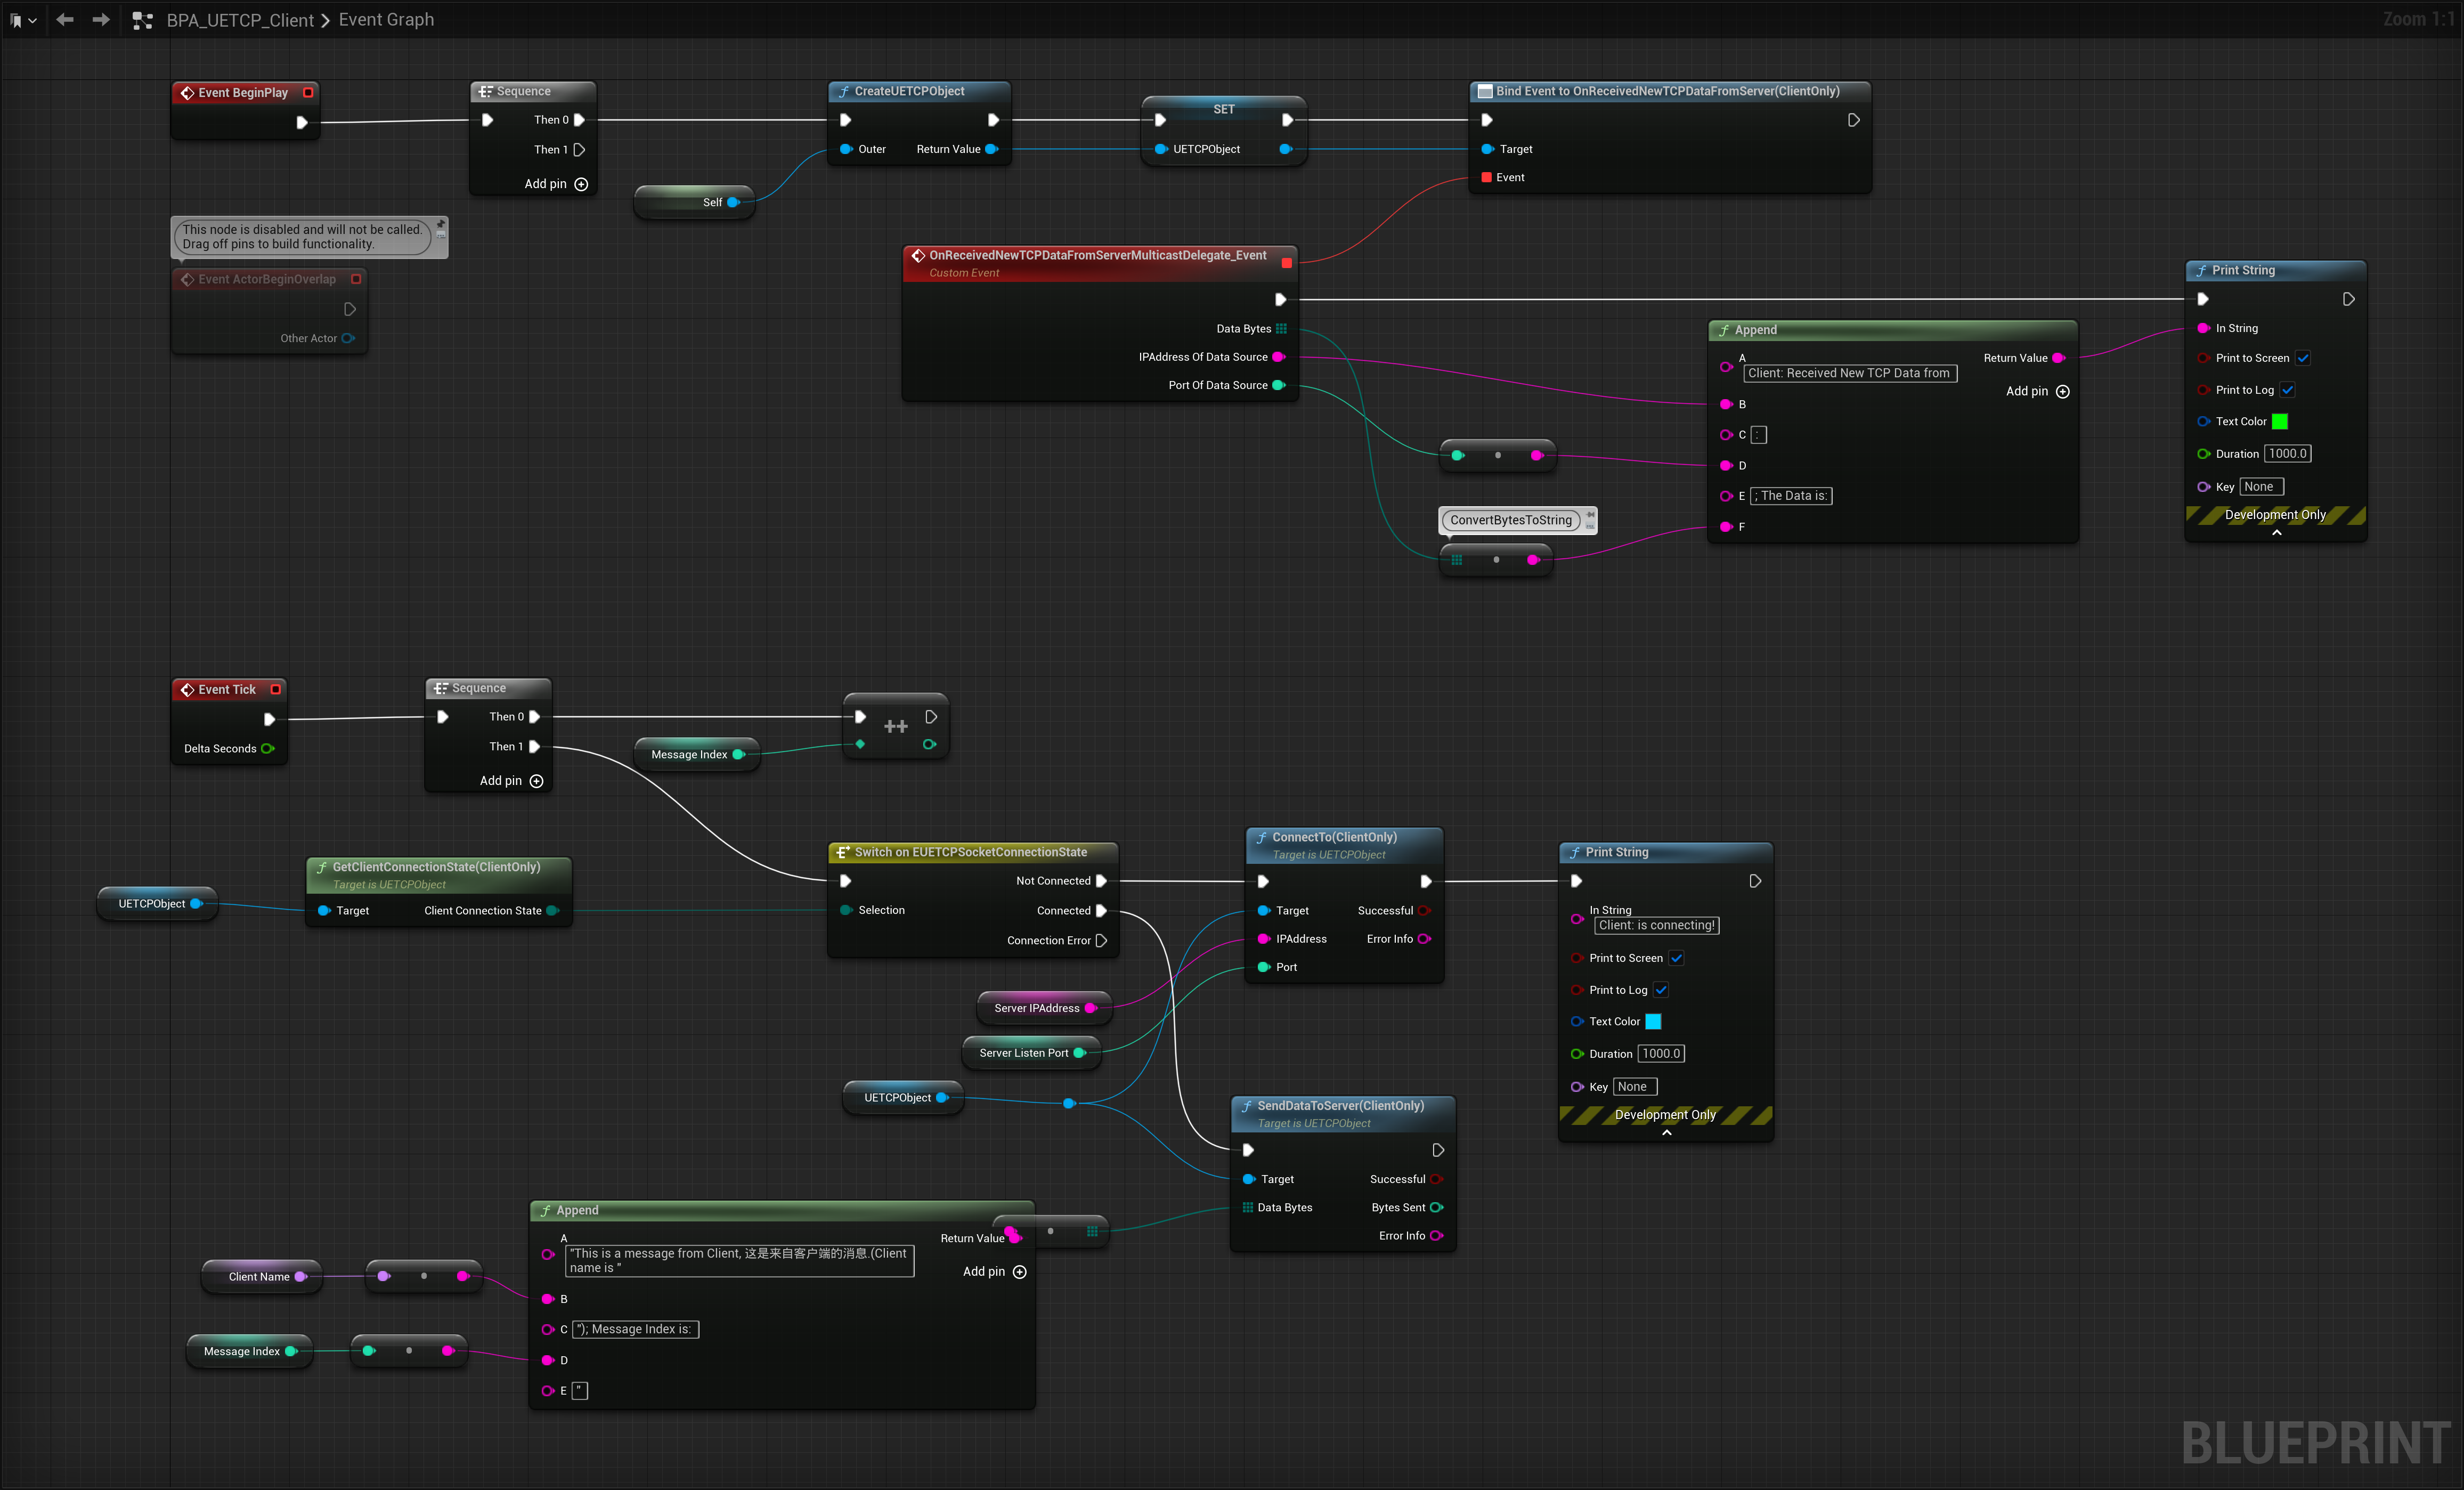 BPA_UETCP_Client > Event Graph
Zoom 1:1
Event BeginPlay
Sequence
Then 0
Then 1
Add pin
Self
CreateUETCPObject
Outer
Return Value
SET
UETCPObject
Bind Event to OnReceivedNewTCPDataFromServer(ClientOnly)
Target
Event
This node is disabled and will not be called.
Drag off pins to build functionality.
Event ActorBeginOverlap
Other Actor
OnReceivedNewTCPDataFromServerMulticastDelegate_Event
Custom Event
Data Bytes
IPAddress Of Data Source
Port Of Data Source
ConvertBytesToString
Append
A
Client: Received New TCP Data from
Return Value
Add pin
B
C :
D
E ; The Data is:
F
Print String
In String
Print to Screen
Print to Log
Text Color
Duration 1000.0
Key None
Development Only
Event Tick
Delta Seconds
Sequence
Then 0
Then 1
Add pin
Message Index
++
UETCPObject
GetClientConnectionState(ClientOnly)
Target is UETCPObject
Target
Client Connection State
Switch on EUETCPSocketConnectionState
Not Connected
Selection
Connected
Connection Error
Server IPAddress
Server Listen Port
UETCPObject
ConnectTo(ClientOnly)
Target is UETCPObject
Target
Successful
IPAddress
Error Info
Port
Print String
In String
Client: is connecting!
Print to Screen
Print to Log
Text Color
Duration 1000.0
Key None
Development Only
SendDataToServer(ClientOnly)
Target is UETCPObject
Target
Successful
Data Bytes
Bytes Sent
Error Info
Client Name
Message Index
Append
A
"This is a message from Client, 这是来自客户端的消息.(Client
name is "
Return Value
Add pin
B
C "); Message Index is:
D
E "
BLUEPRINT